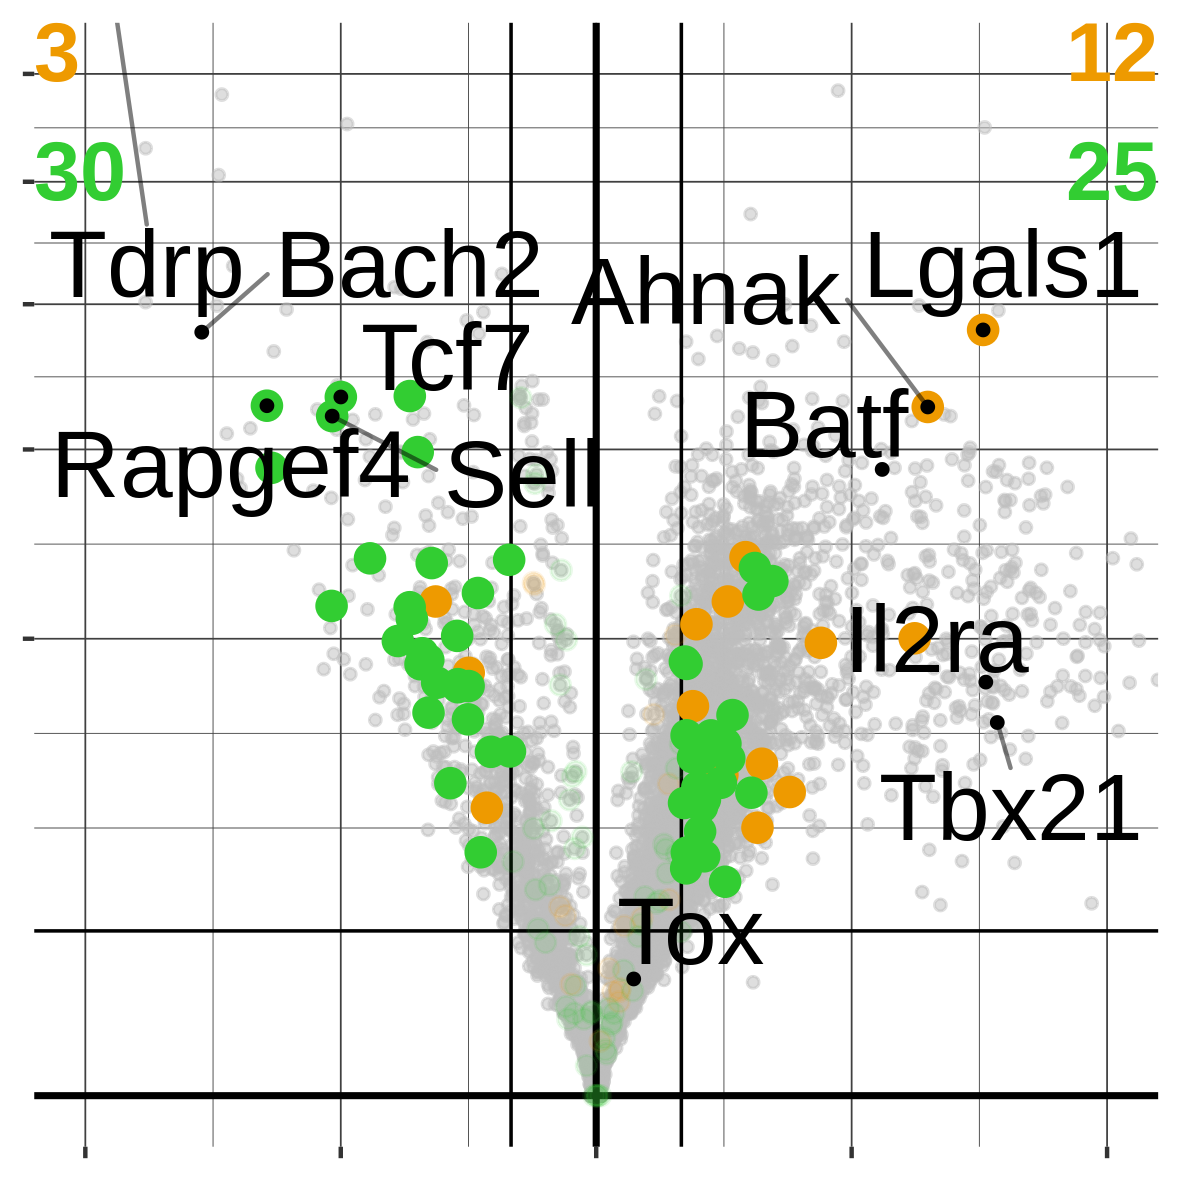 3 12
30 25
Tdrp Bach2 Ahnak Lgals1
Tcf7
Batf
Rapgef4 Sell
Il2ra
Tbx21
Tox